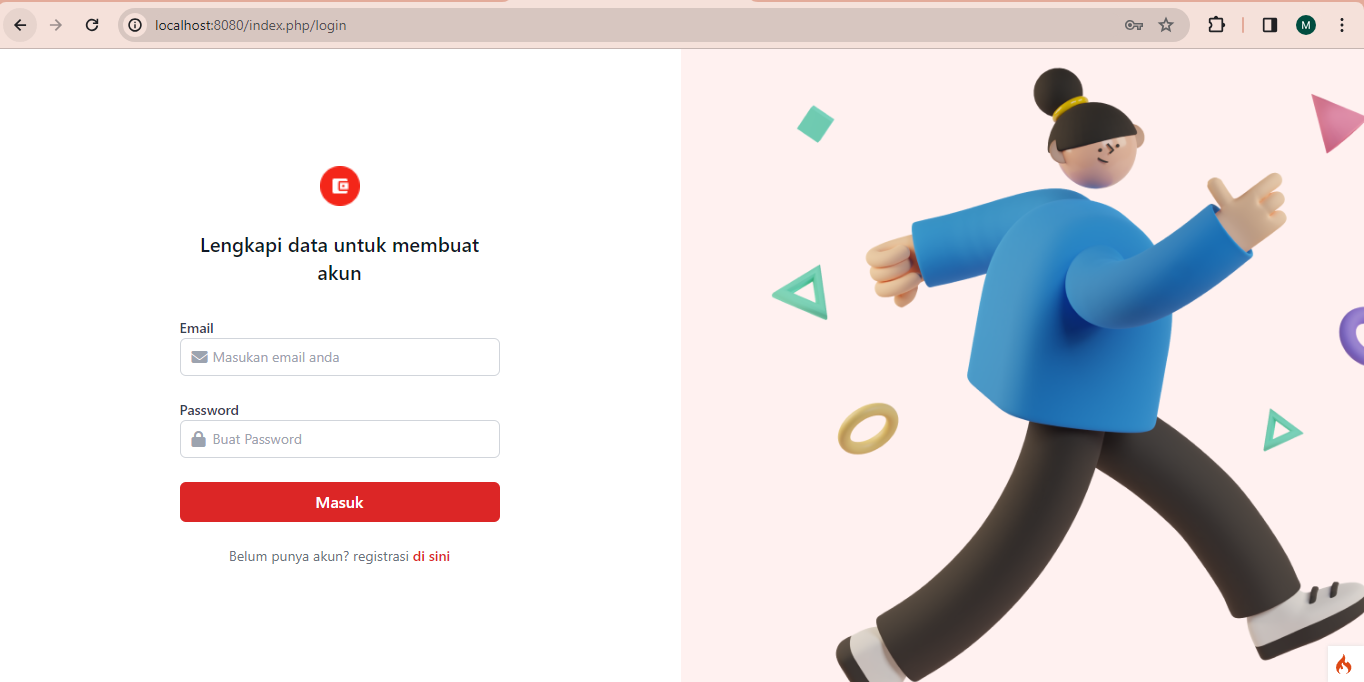 localhost:8080/index.php/login
M
Lengkapi data untuk membuat
akun
Email
Masukan email anda
Password
Buat Password
Masuk
Belum punya akun? registrasi di sini